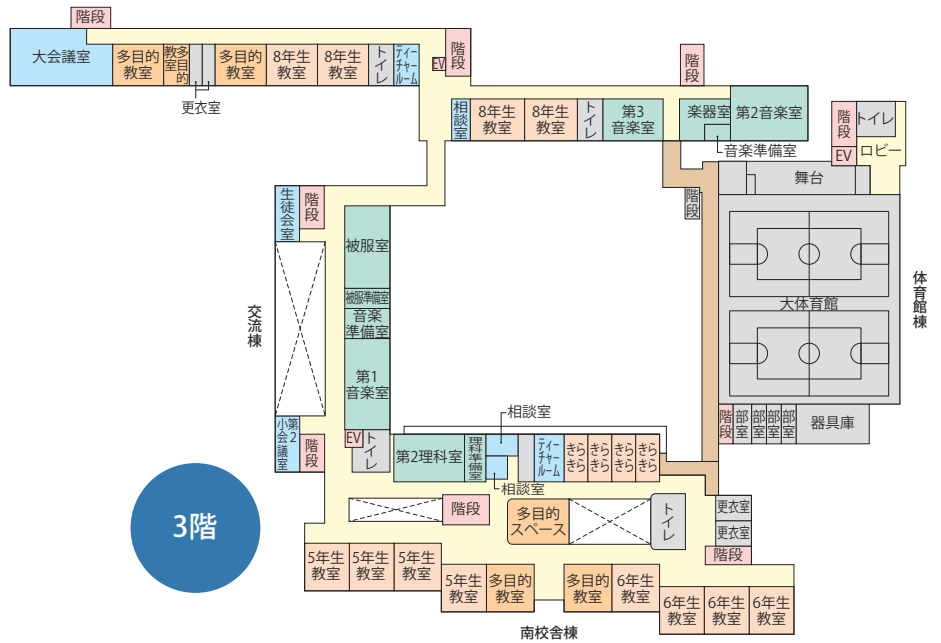 階段
大会議室
多目的
教室
多目的
教室
更衣室
多目的
教室
8年生
教室
8年生
教室
トイレ
ティー
チャー
ルーム
EV
階段
相談室
8年生
教室
8年生
教室
トイレ
第3
音楽室
階段
楽器室
第2音楽室
音楽準備室
階段
EV
トイレ
ロビー
舞台
階段
大体育館
体育館棟
階段
部室
部室
部室
部室
器具庫
生徒会室
階段
交流棟
第2
小会議室
階段
被服室
被服準備室
音楽
準備室
第1
音楽室
EV
トイレ
第2理科室
理科準備室
相談室
相談室
ティー
チャー
ルーム
きら
きら
きら
きら
きら
きら
きら
きら
階段
多目的
スペース
トイレ
更衣室
更衣室
階段
3階
5年生
教室
5年生
教室
5年生
教室
5年生
教室
多目的
教室
多目的
教室
6年生
教室
6年生
教室
6年生
教室
6年生
教室
南校舎棟